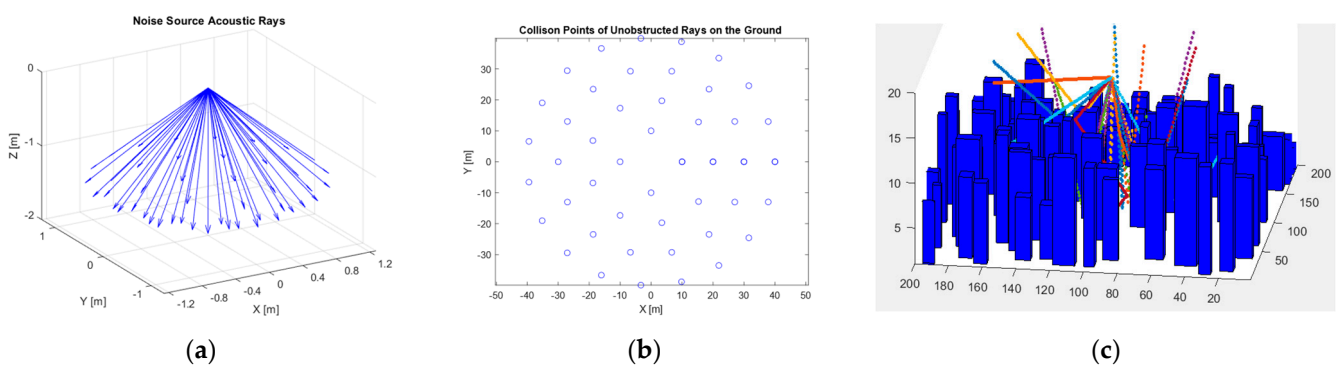 Noise Source Acoustic Rays
0
-1
-2
Z [m]
1
0
-1
Y [m]
-1.2
-0.8
-0.4
0
0.4
0.8
1.2
X [m]
(a)
Collison Points of Unobstructed Rays on the Ground
30
20
10
0
-10
-20
-30
Y [m]
-50 -40 -30 -20 -10 0 10 20 30 40 50
X [m]
(b)
20
15
10
5
200 180 160 140 120 100 80 60 40 20
200
150
100
50
(c)